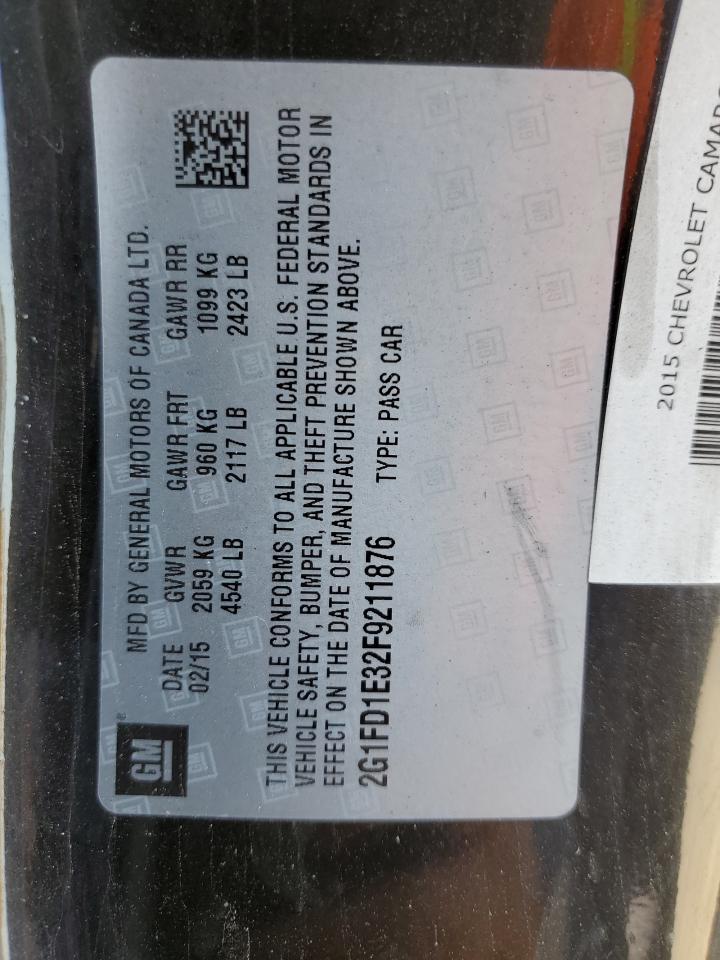 GM
MFD BY GENERAL MOTORS OF CANADA LTD.
DATE GVWR GAWR FRT GAWR RR
02/15 2059 KG 960 KG 1099 KG
4540 LB 2117 LB 2423 LB
THIS VEHICLE CONFORMS TO ALL APPLICABLE U.S. FEDERAL MOTOR
VEHICLE SAFETY, BUMPER, AND THEFT PREVENTION STANDARDS IN
EFFECT ON THE DATE OF MANUFACTURE SHOWN ABOVE.
2G1FD1E32F9211876 TYPE: PASS CAR
2015 CHEVROLET CAMARO